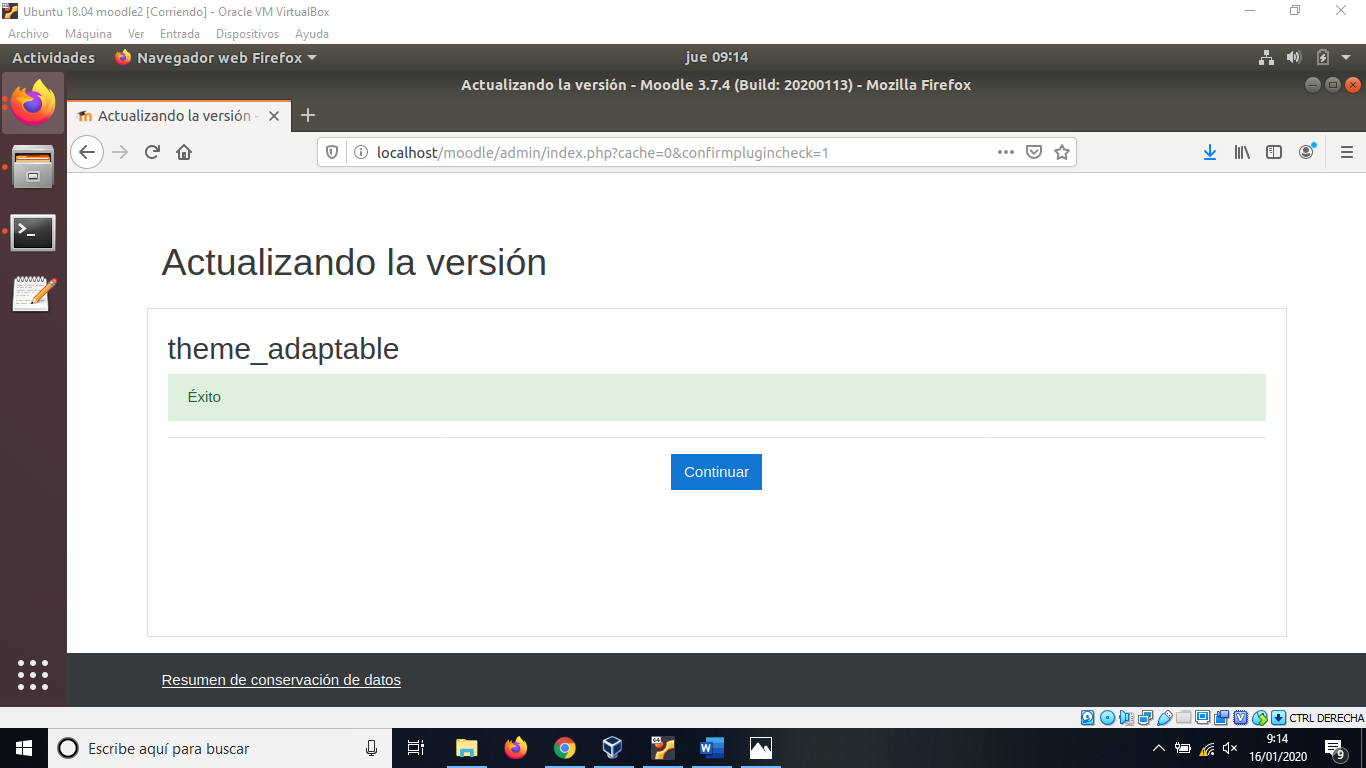 Ubuntu 18.04 moodle2 [Corriendo] - Oracle VM VirtualBox
Archivo Máquina Ver Entrada Dispositivos Ayuda
Actividades Navegador web Firefox jue 09:14
Actualizando la versión - Moodle 3.7.4 (Build: 20200113) - Mozilla Firefox
Actualizando la versión -
localhost/moodle/admin/index.php?cache=0&confirmplugincheck=1
Actualizando la versión
theme_adaptable
Éxito
Continuar
Resumen de conservación de datos
CTRL DERECHA
Escribe aquí para buscar
9:14
16/01/2020
9